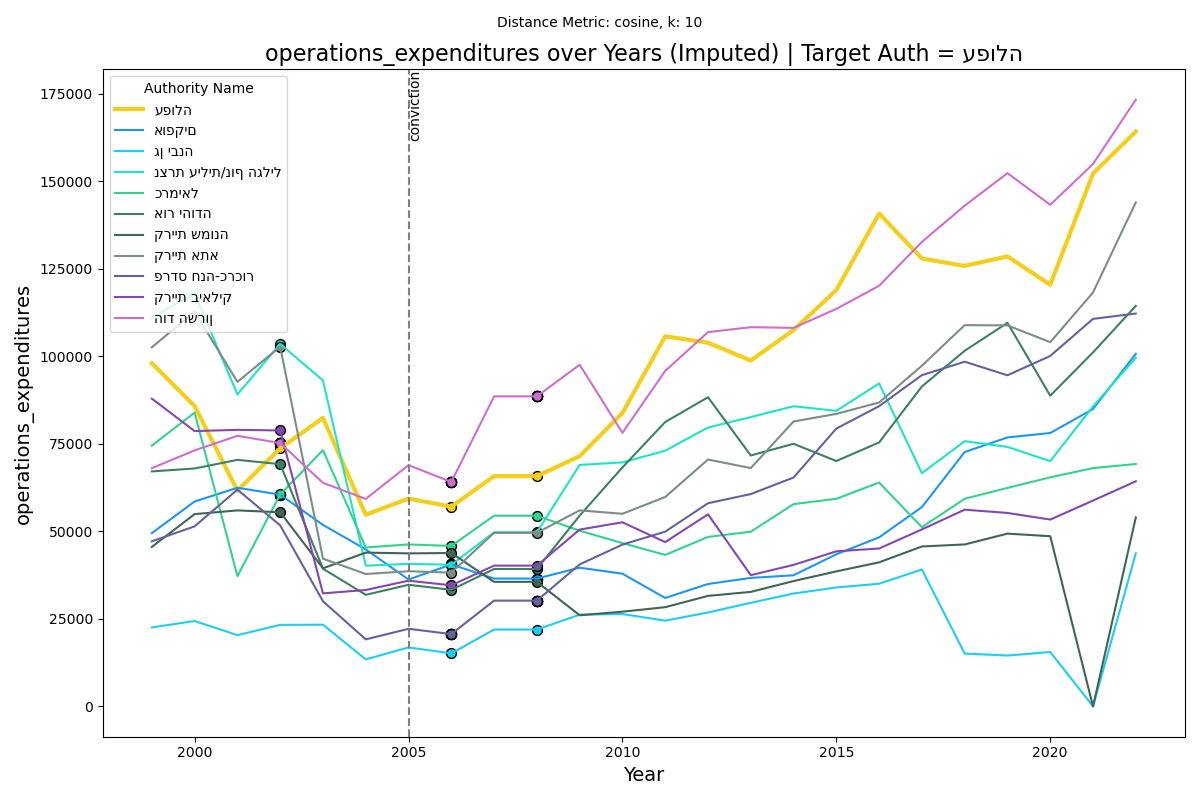 Distance Metric: cosine, k: 10
operations_expenditures over Years (Imputed) | Target Auth = עפולה
Authority Name
עפולה
אופקים
גן יבנה
נצרת עילית/נוף הגליל
כרמיאל
אור יהודה
קריית שמונה
קריית אתא
פרדס חנה-כרכור
קריית ביאליק
הוד השרון
conviction
operations_expenditures
175000
150000
125000
100000
75000
50000
25000
0
2000
2005
2010
2015
2020
Year